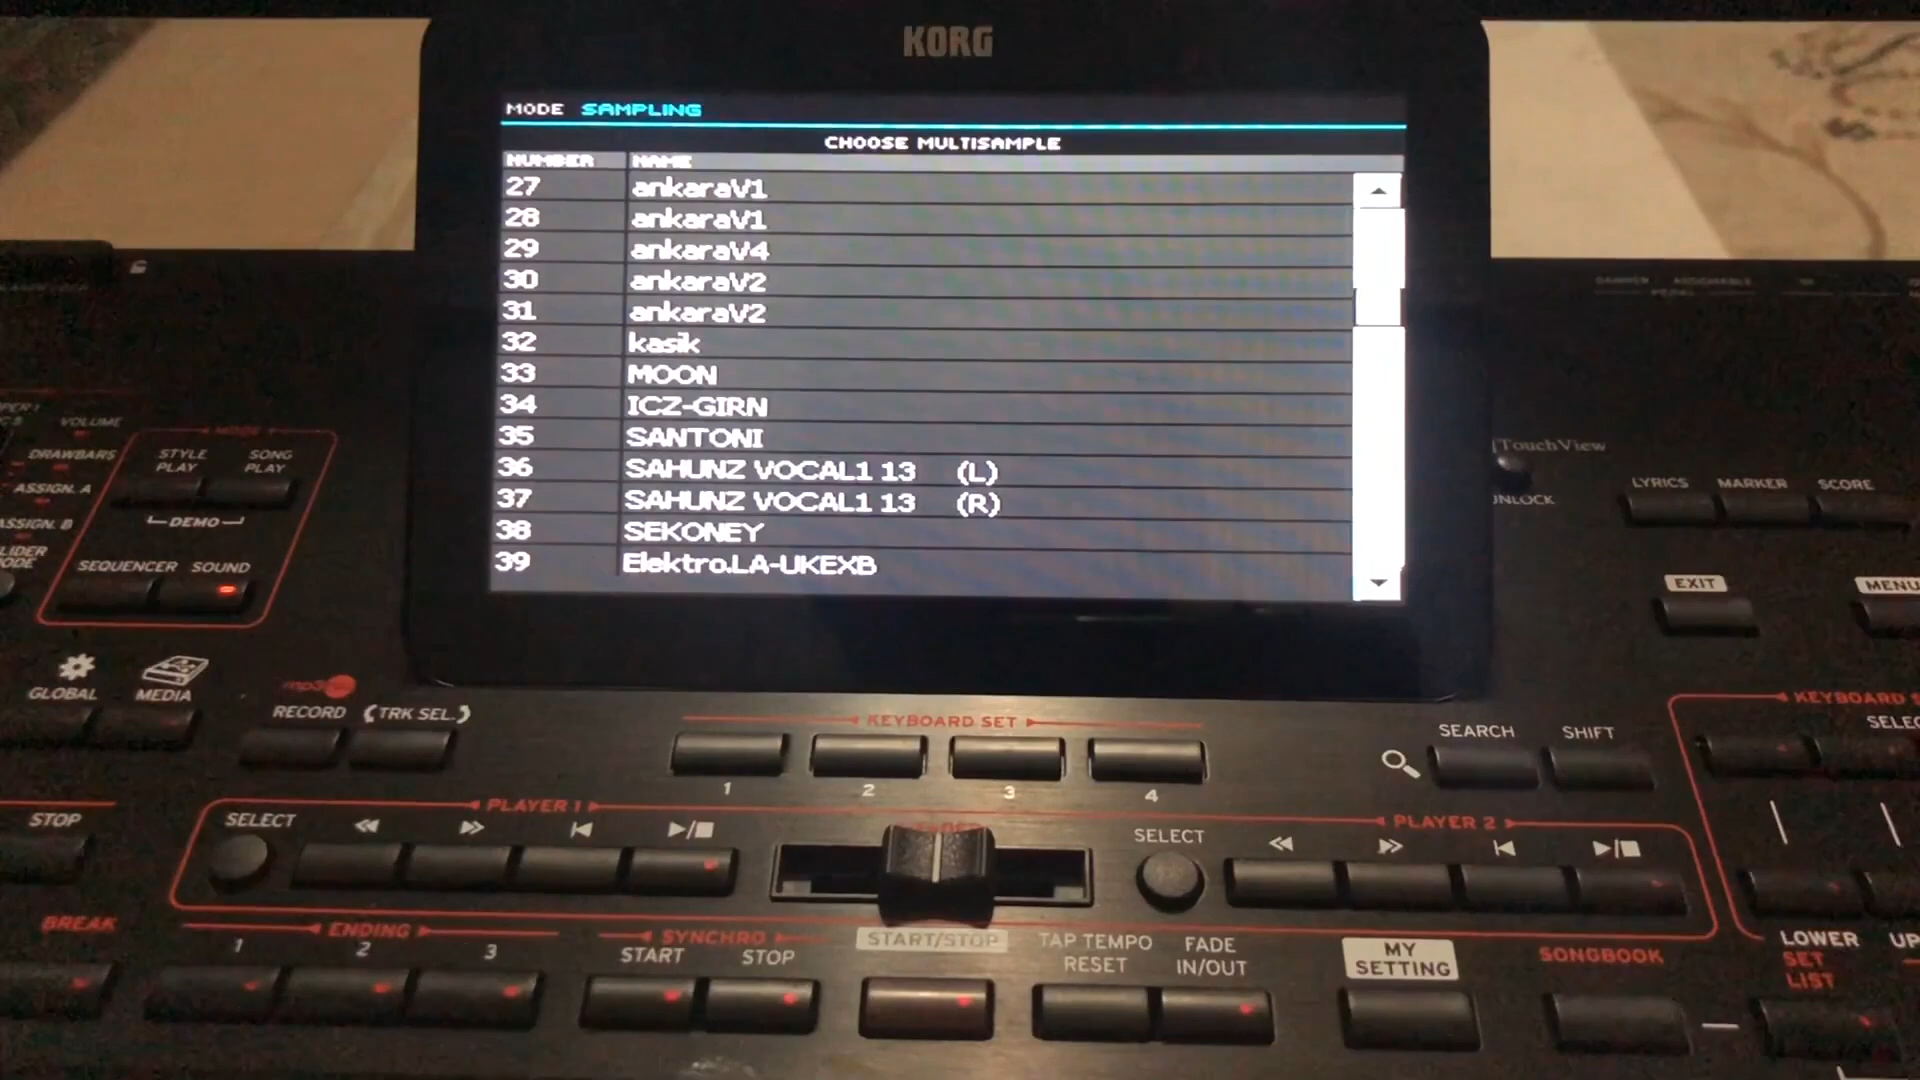 KORG
MODE SAMPLING
CHOOSE MULTISAMPLE
NUMBER NAME
27 ankaraV1
28 ankaraV1
29 ankaraV4
30 ankaraV2
31 ankaraV2
32 kasik
33 MOON
34 ICZ-GIRN
35 SANTONI
36 SAHUNZ VOCAL1 13 (L)
37 SAHUNZ VOCAL1 13 (R)
38 SEKONEY
39 Elektro.LA-UKEXB
VOLUME
DRAWBARS
ASSIGN. A
ASSIGN. B
MODE
STYLE PLAY
SONG PLAY
DEMO
SEQUENCER SOUND
TouchView
UNLOCK
LYRICS MARKER SCORE
EXIT
MENU
GLOBAL MEDIA
mp3
RECORD (TRK SEL.)
KEYBOARD SET
1 2 3 4
SEARCH SHIFT
STOP
PLAYER 1
SELECT
PLAYER 2
SELECT
BREAK
ENDING
1 2 3
SYNCHRO
START STOP
START/STOP
TAP TEMPO
RESET
FADE
IN/OUT
MY
SETTING
SONGBOOK
LOWER
SET
LIST